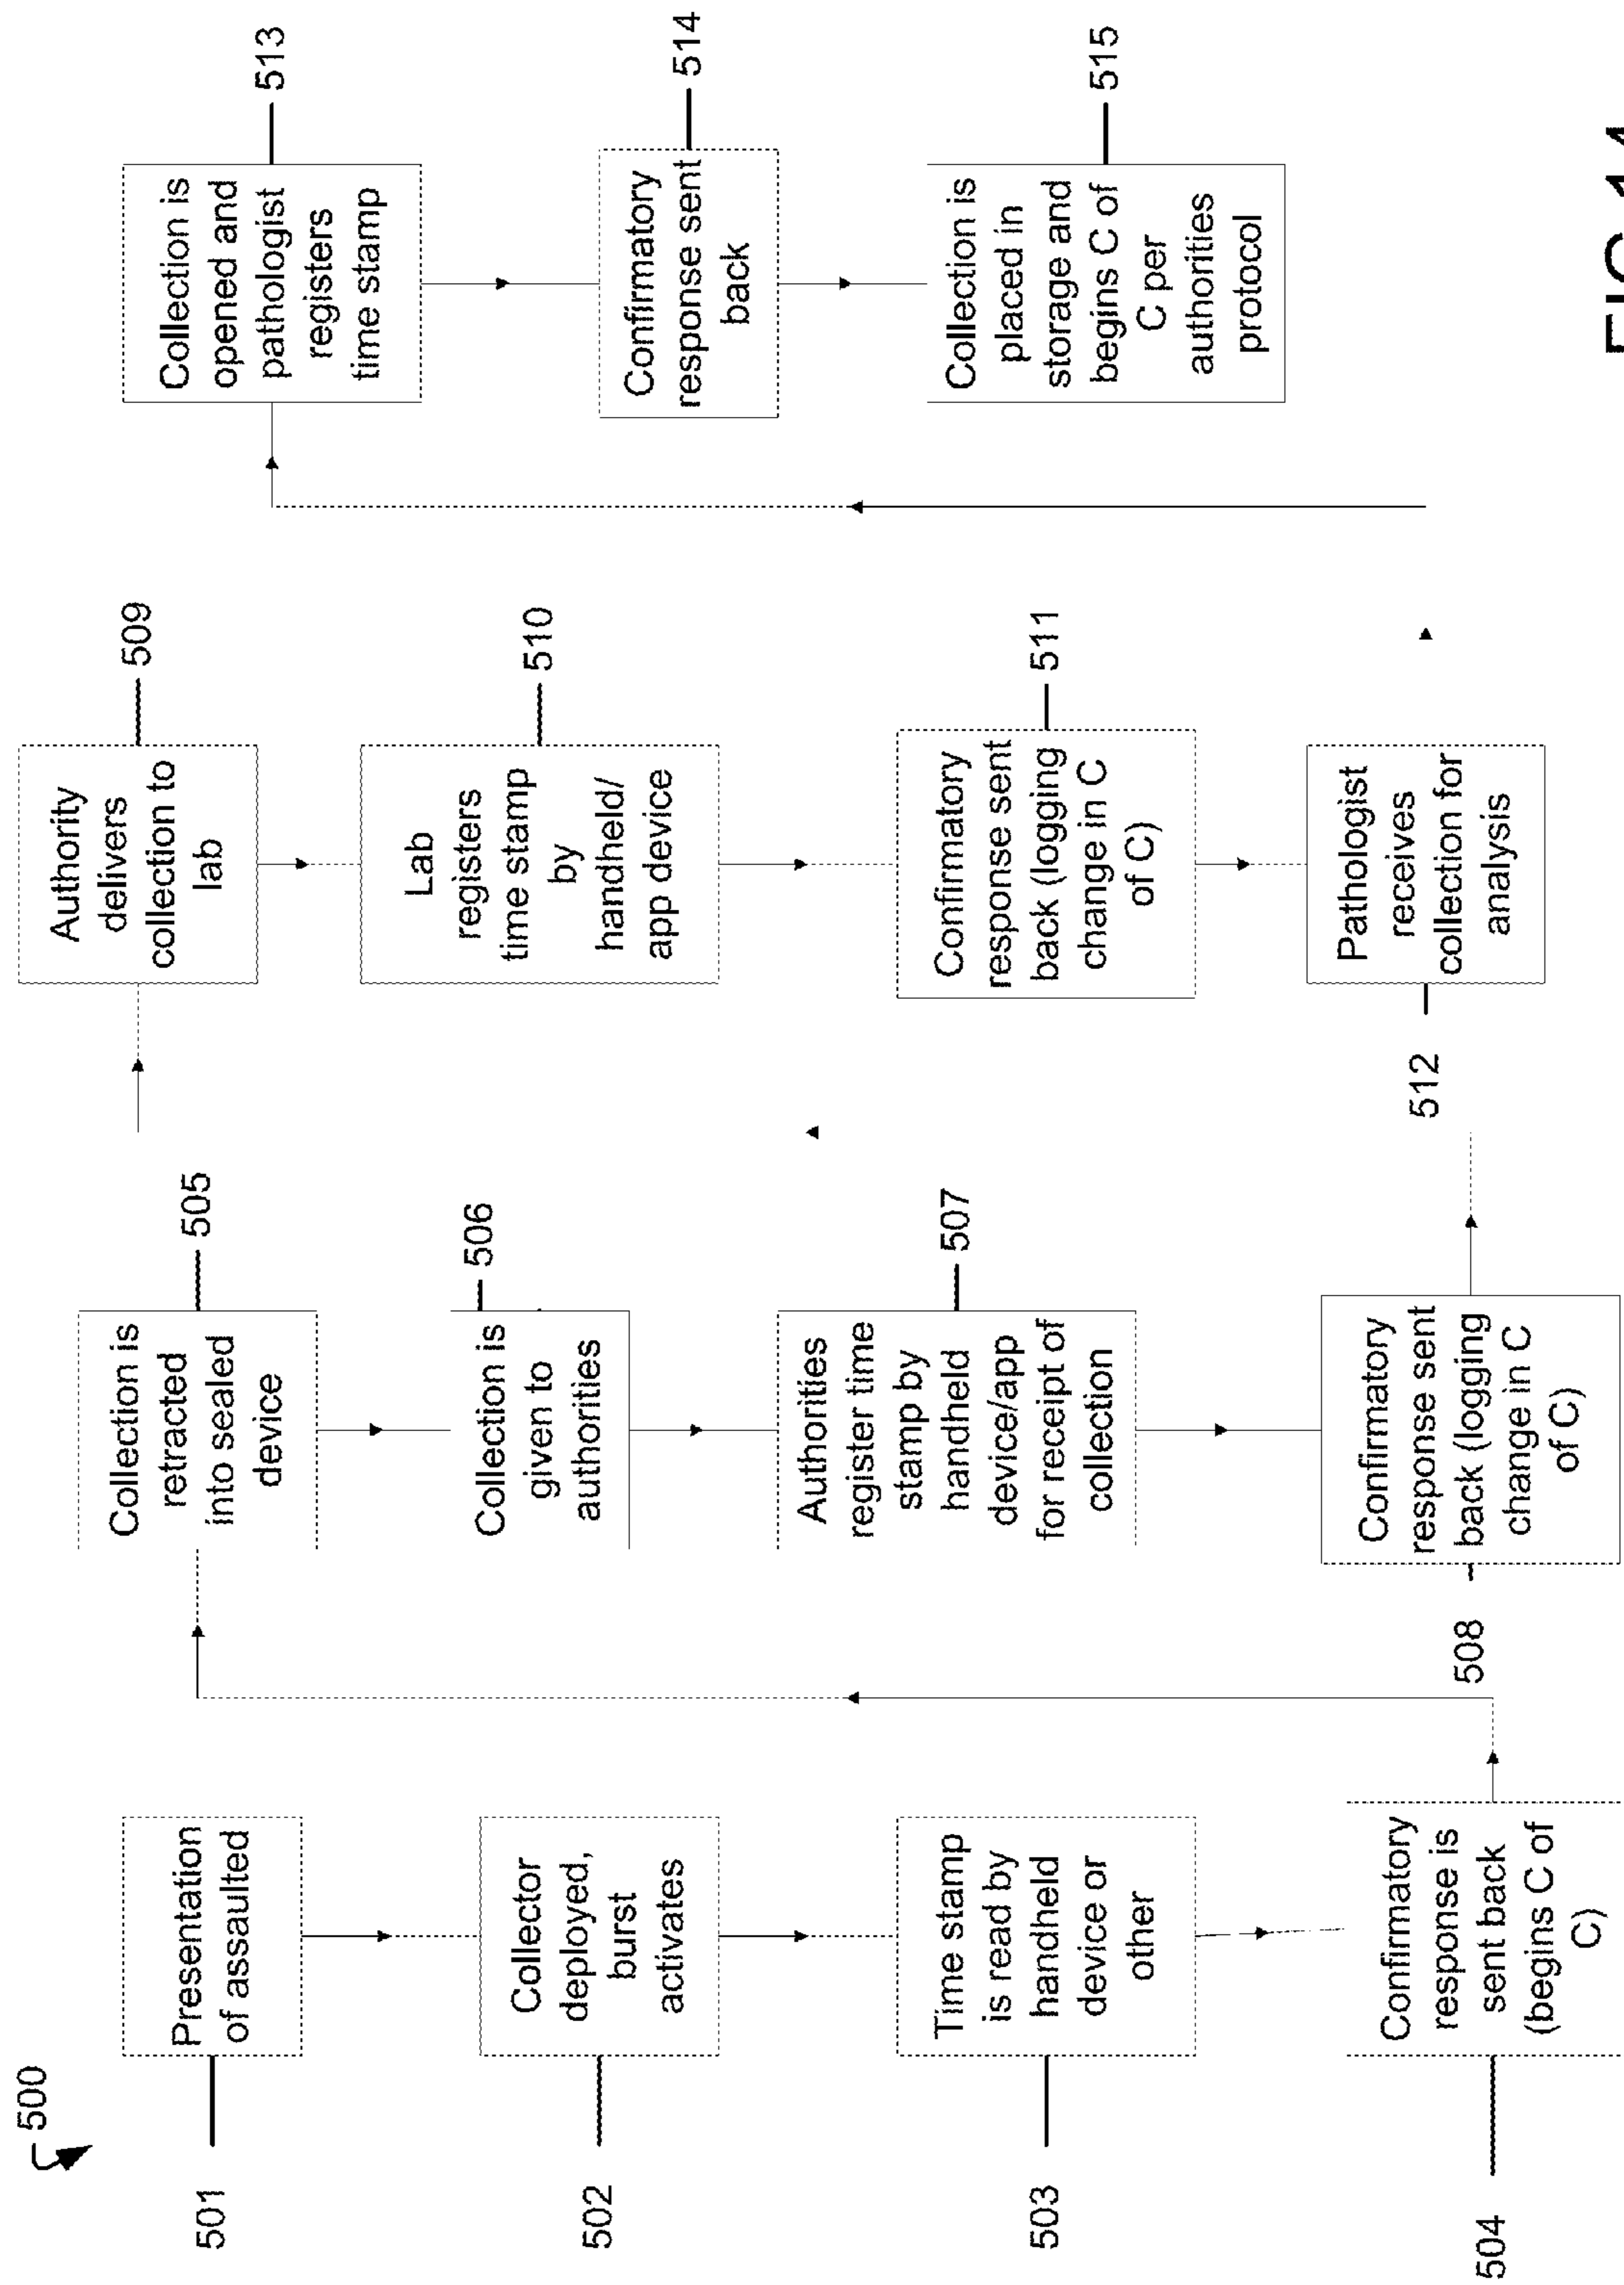 500
501
Presentation
of assaulted
502
Collector
deployed,
burst
activates
503
Time stamp
is read by
handheld
device or
other
504
Confirmatory
response is
sent back
(begins C of
C)
505
Collection is
retracted
into sealed
device
506
Collection is
given to
authorities
507
Authorities
register time
stamp by
handheld
device/app
for receipt of
collection
508
Confirmatory
response sent
back (logging
change in C
of C)
509
Authority
delivers
collection to
lab
510
Lab
registers
time stamp
by
handheld/
app device
511
Confirmatory
response sent
back (logging
change in C
of C)
512
Pathologist
receives
collection for
analysis
513
Collection is
opened and
pathologist
registers
time stamp
514
Confirmatory
response sent
back
515
Collection is
placed in
storage and
begins C of
C per
authorities
protocol